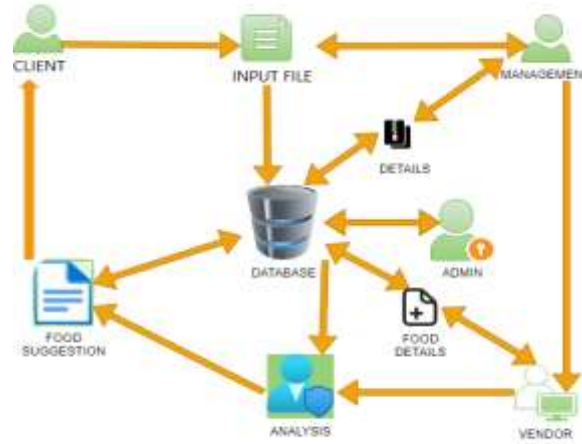 CLIENT
INPUT FILE
MANAGEMEN
DETAILS
DATABASE
ADMIN
FOOD
SUGGESTION
FOOD
DETAILS
ANALYSIS
VENDOR